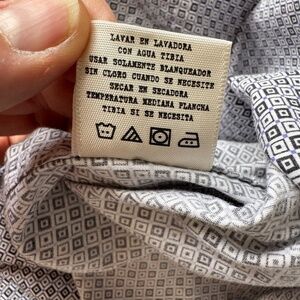 LAVAR EN LAVADORA
CON AGUA TIBIA
USAR SOLAMENTE BLANQUEADOR
SIN CLORO CUANDO SE NECESITE
SECAR EN SECADORA
TEMPERATURA MEDIANA PLANCHA
TIBIA SI SE NECESITA